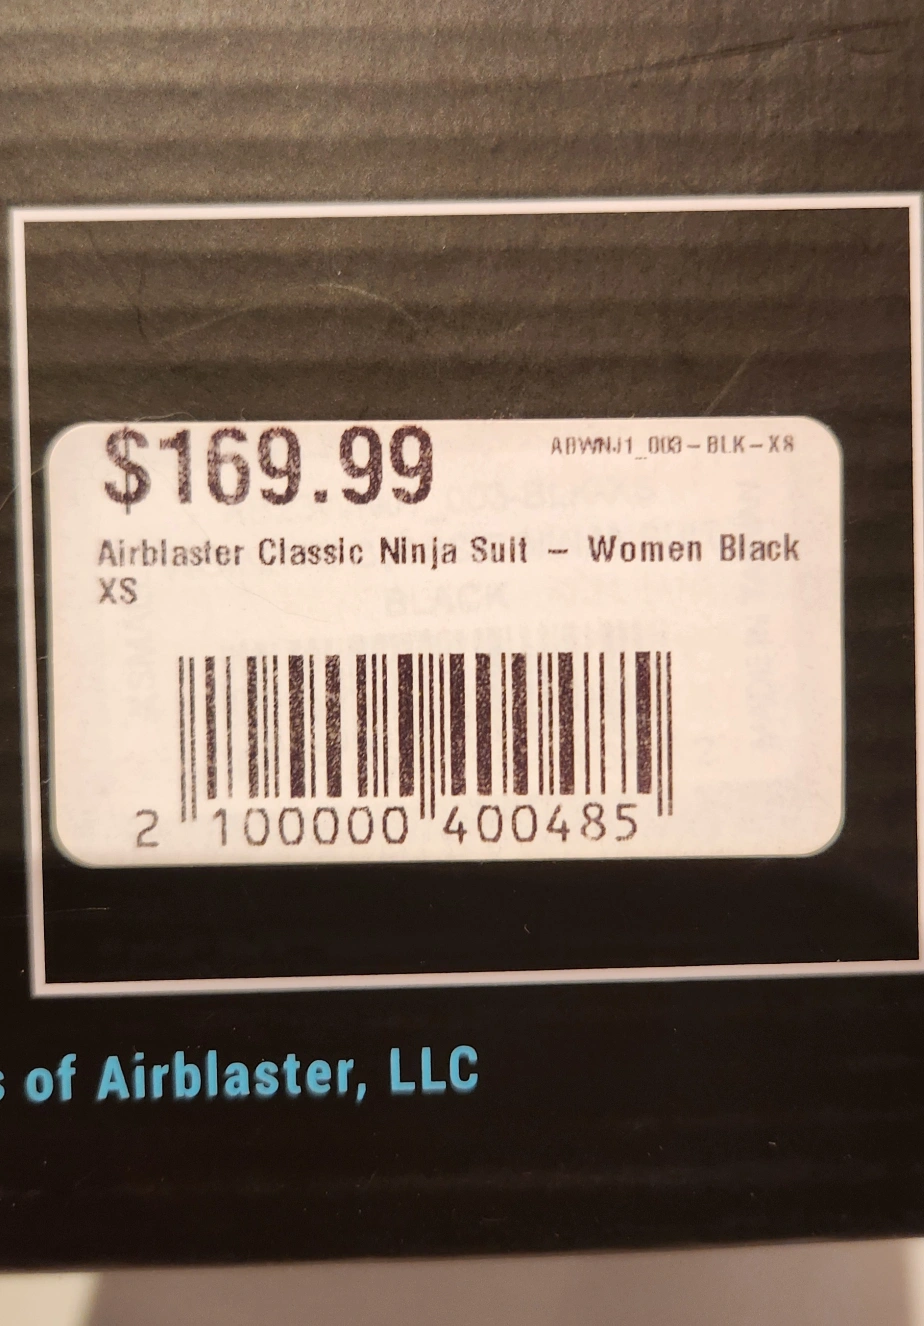 $169.99 ABWNJ1_003-BLK-XS
Airblaster Classic Ninja Suit - Women Black
XS
2 100000 400485
of Airblaster, LLC